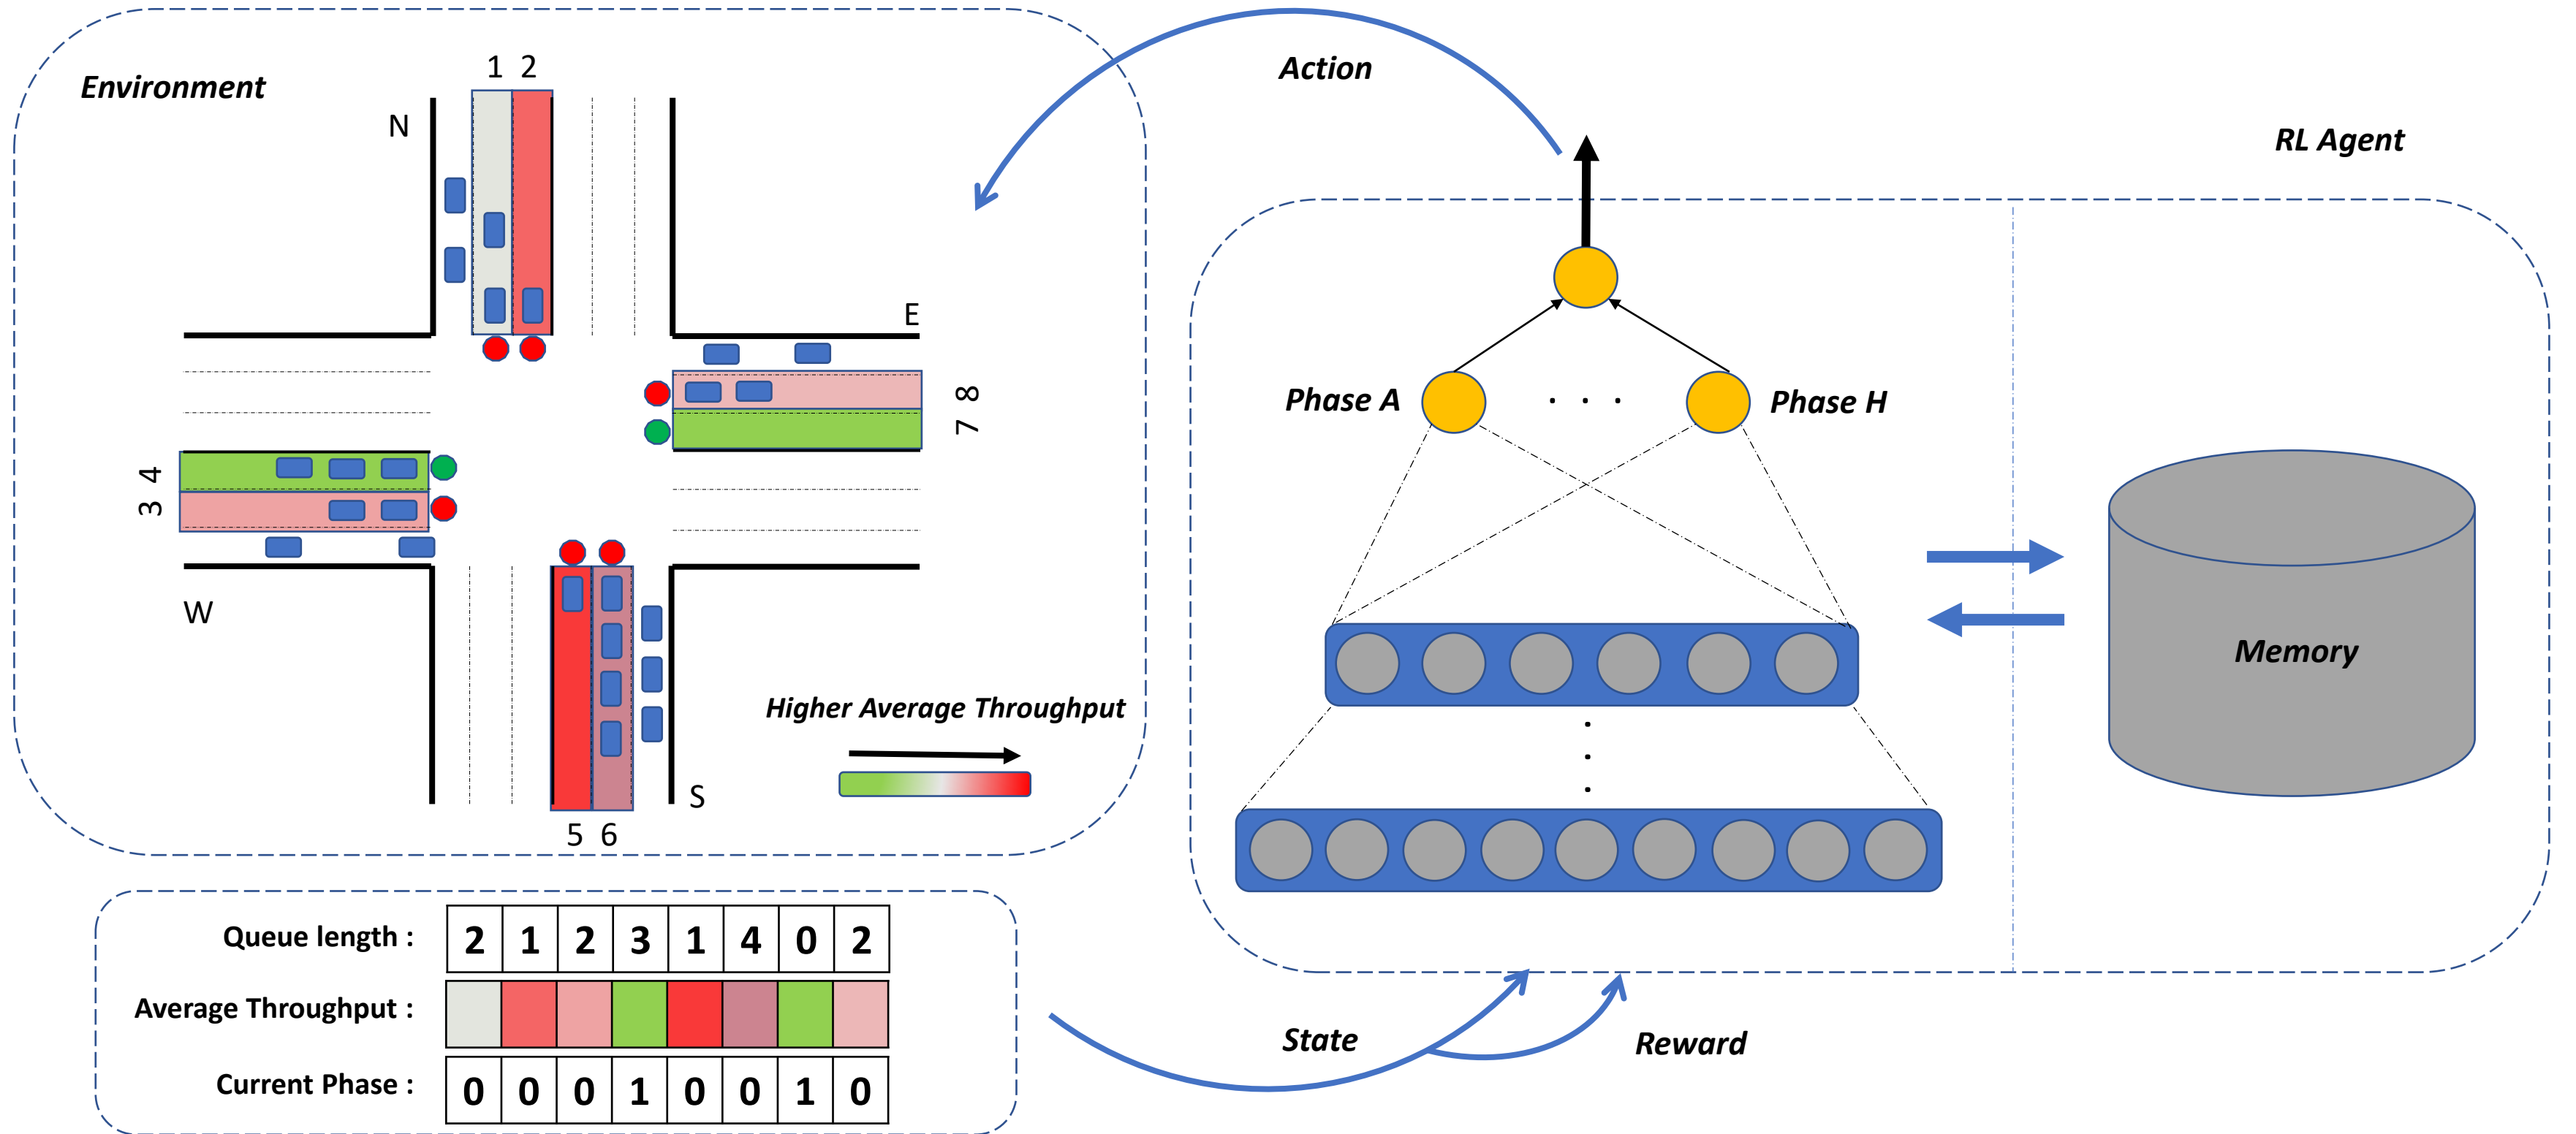 Environment
1 2
N
E
8
7
4
3
W
S
5 6
Higher Average Throughput
Action
RL Agent
Phase A
. . .
Phase H
Memory
Queue length : 2 1 2 3 1 4 0 2
Average Throughput :
Current Phase : 0 0 0 1 0 0 1 0
State
Reward